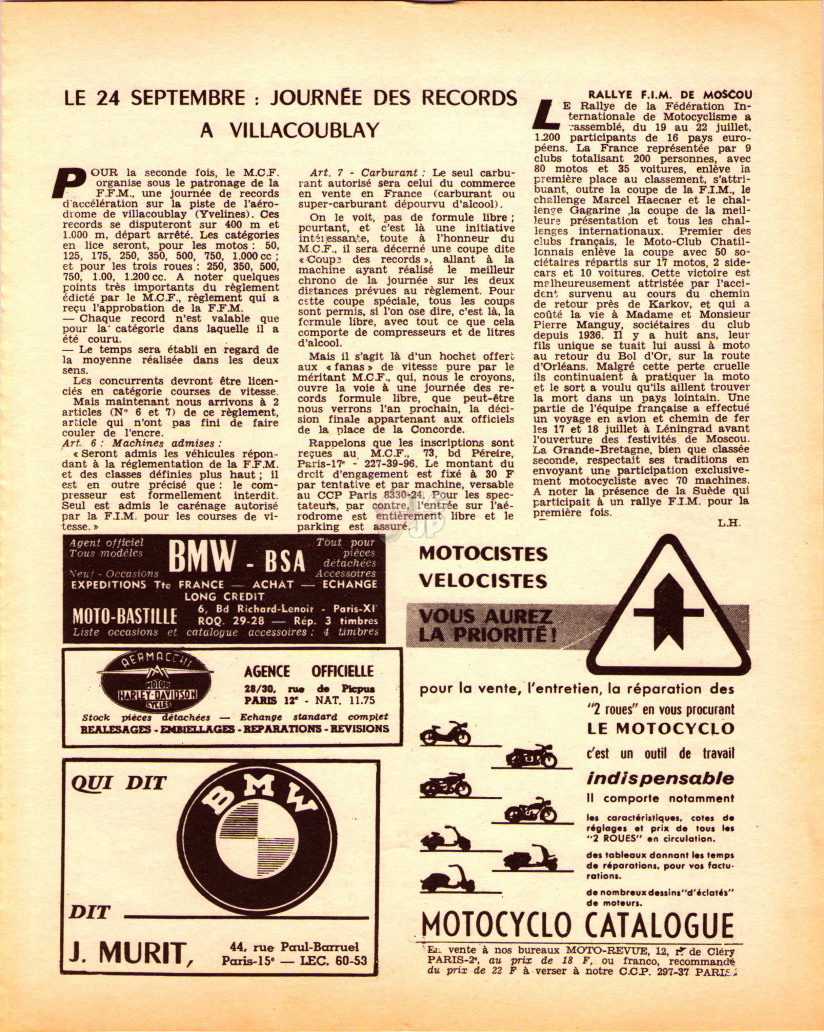 LE 24 SEPTEMBRE : JOURNÉE DES RECORDS
A VILLACOUBLAY
POUR la seconde fois, le M.C.F.
organise sous le patronage de la
F.F.M., une journée de records
d'accélération sur la piste de l'aéro-
drome de villacoublay (Yvelines). Ces
records se disputeront sur 400 m et
1.000 m, départ arrêté. Les catégories
en lice seront, pour les motos : 50,
125, 175, 250, 350, 500, 750, 1.000 cc ;
et pour les trois roues : 250, 350, 500,
750, 1.00, 1.200 cc. A noter quelques
points très importants du règlement
édicté par le M.C.F., règlement qui a
reçu l'approbation de la F.F.M.
— Chaque record n'est valable que
pour la catégorie dans laquelle il a
été couru.
— Le temps sera établi en regard de
la moyenne réalisée dans les deux
sens.
Les concurrents devront être licen-
ciés en catégorie courses de vitesse.
Mais maintenant nous arrivons à 2
articles (N° 6 et 7) de ce règlement,
article qui n'ont pas fini de faire
couler de l'encre.
Art. 6 : Machines admises :
« Seront admis les véhicules répon-
dant à la réglementation de la F.F.M.
et des classes définies plus haut ; il
est en outre précisé que : le com-
presseur est formellement interdit.
Seul est admis le carénage autorisé
par la F.I.M. pour les courses de vi-
tesse. »
Art. 7 - Carburant : Le seul carbu-
rant autorisé sera celui du commerce
en vente en France (carburant ou
super-carburant dépourvu d'alcool).
On le voit, pas de formule libre ;
pourtant, et c'est là une initiative
intéressante, toute à l'honneur du
M.C.F., il sera décerné une coupe dite
« Coupe des records », allant à la
machine ayant réalisé le meilleur
chrono de la journée sur les deux
distances prévues au règlement. Pour
cette coupe spéciale, tous les coups
sont permis, si l'on ose dire, c'est là, la
formule libre, avec tout ce que cela
comporte de compresseurs et de litres
d'alcool.
Mais il s'agit là d'un hochet offert
aux « fanas » de vitesse pure par le
méritant M.C.F., qui, nous le croyons,
ouvre la voie à une journée des re-
cords formule libre, que peut-être
nous verrons l'an prochain, la déci-
sion finale appartenant aux officiels
de la place de la Concorde.
Rappelons que les inscriptions sont
reçues au M.C.F., 73, bd Péreire,
Paris-17e - 227-39-96. Le montant du
droit d'engagement est fixé à 30 F
par tentative et par machine, versable
au CCP Paris 8330-24. Pour les spec-
tateurs, par contre, l'entrée sur l'aé-
rodrome est entièrement libre et le
parking est assuré.
RALLYE F.I.M. DE MOSCOU
LE Rallye de la Fédération In-
ternationale de Motocyclisme a
rassemblé, du 19 au 22 juillet,
1.200 participants de 16 pays euro-
péens. La France représentée par 9
clubs totalisant 200 personnes, avec
80 motos et 35 voitures, enlève la
première place au classement, s'attri-
buant, outre la coupe de la F.I.M., le
challenge Marcel Haecaer et le chal-
lenge Gagarine ,la coupe de la meil-
leure présentation et tous les chal-
lenges internationaux. Premier des
clubs français, le Moto-Club Chatil-
lonnais enlève la coupe avec 50 so-
ciétaires répartis sur 17 motos, 2 side-
cars et 10 voitures. Cette victoire est
malheureusement attristée par l'acci-
dent survenu au cours du chemin
de retour près de Karkov, et qui a
coûté la vie à Madame et Monsieur
Pierre Manguy, sociétaires du club
depuis 1936. Il y a huit ans, leur
fils unique se tuait lui aussi à moto
au retour du Bol d'Or, sur la route
d'Orléans. Malgré cette perte cruelle
ils continuaient à pratiquer la moto
et le sort a voulu qu'ils aillent trouver
la mort dans un pays lointain. Une
partie de l'équipe française a effectué
un voyage en avion et chemin de fer
les 17 et 18 juillet à Léningrad avant
l'ouverture des festivités de Moscou.
La Grande-Bretagne, bien que classée
seconde, respectait ses traditions en
envoyant une participation exclusive-
ment motocycliste avec 70 machines.
A noter la présence de la Suède qui
participait à un rallye F.I.M. pour la
première fois.
L.H.
Agent officiel
Tous modèles
Neuf - Occasions
BMW - BSA
Tout pour
pièces
détachées
Accessoires
EXPEDITIONS Tte FRANCE — ACHAT — ECHANGE
LONG CREDIT
MOTO-BASTILLE
6, Bd Richard-Lenoir - Paris-XIe
ROQ. 29-28 — Rép. 3 timbres
Liste occasions et catalogue accessoires : 4 timbres
AERMACCHI
MOTOR
HARLEY-DAVIDSON
CYCLES
AGENCE OFFICIELLE
28/30, rue de Picpus
PARIS 12e - NAT. 11.75
Stock pièces détachées — Echange standard complet
REALESAGES - EMBIELLAGES - REPARATIONS - REVISIONS
QUI DIT
BMW
DIT
J. MURIT,
44, rue Paul-Barruel
Paris-15e — LEC. 60-53
MOTOCISTES
VELOCISTES
VOUS AUREZ
LA PRIORITÉ !
pour la vente, l'entretien, la réparation des
"2 roues" en vous procurant
LE MOTOCYCLO
c'est un outil de travail
indispensable
Il comporte notamment
les caractéristiques, cotes de
réglages et prix de tous les
"2 ROUES" en circulation.
des tableaux donnant les temps
de réparations, pour vos factu-
rations.
de nombreux dessins "d'éclatés"
de moteurs.
MOTOCYCLO CATALOGUE
En vente à nos bureaux MOTO-REVUE, 12, r. de Cléry
PARIS-2e, au prix de 18 F, ou franco, recommandé
du prix de 22 F à verser à notre C.C.P. 297-37 PARIS.